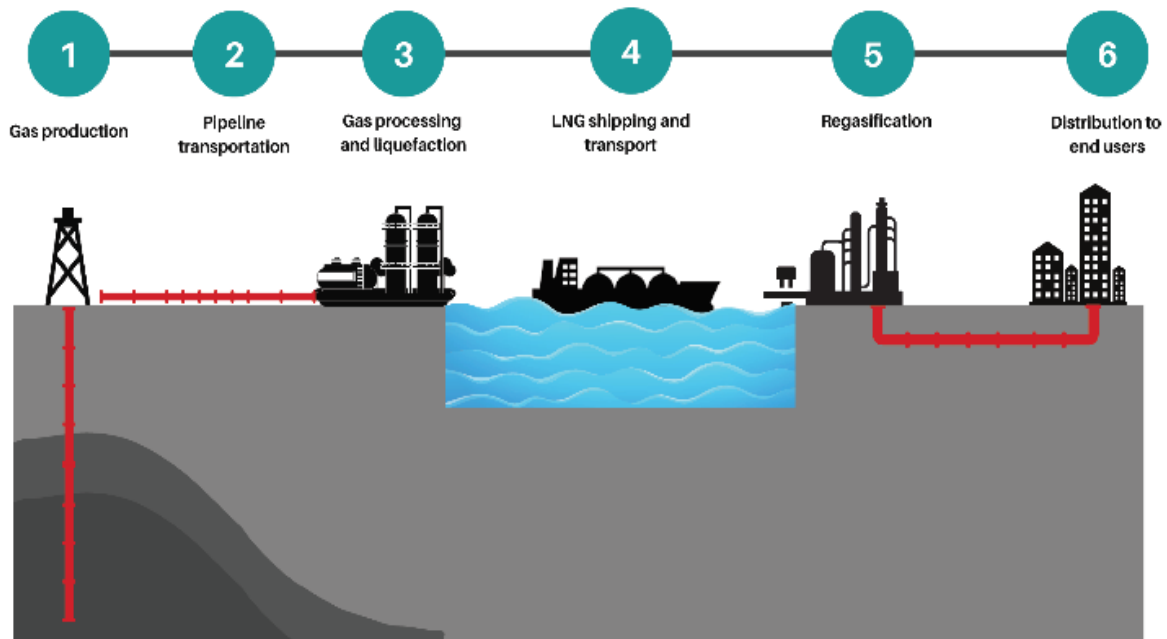 1
2
3
4
5
6
Gas production
Pipeline
transportation
Gas processing
and liquefaction
LNG shipping and
transport
Regasification
Distribution to
end users